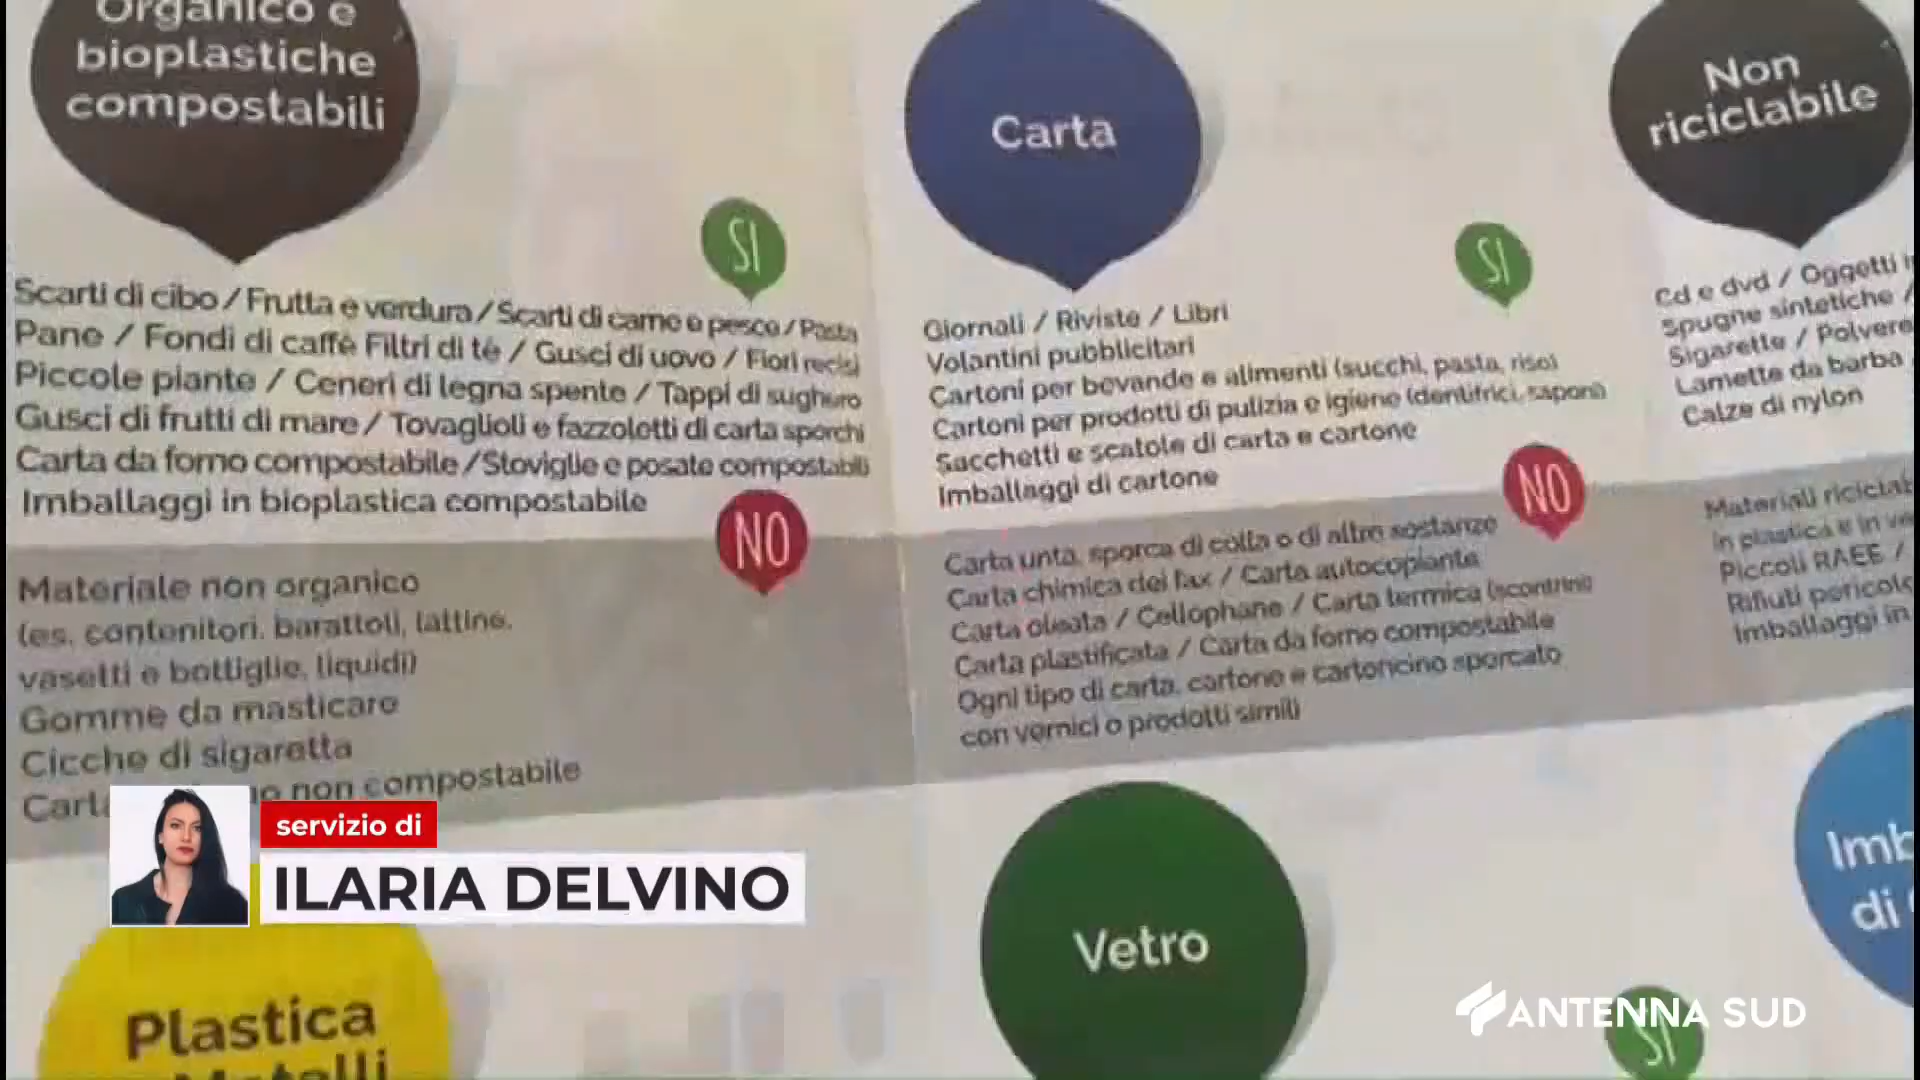 Organico e
bioplastiche
compostabili
SI
Scarti di cibo / Frutta e verdura / Scarti di carne e pesce / Pasta
Pane / Fondi di caffè Filtri di tè / Gusci di uovo / Fiori recisi
Piccole piante / Ceneri di legna spente / Tappi di sughero
Gusci di frutti di mare / Tovaglioli e fazzoletti di carta sporchi
Carta da forno compostabile / Stoviglie e posate compostabili
Imballaggi in bioplastica compostabile
NO
Materiale non organico
(es. contenitori, barattoli, lattine,
vasetti e bottiglie, liquidi)
Gomme da masticare
Cicche di sigaretta
non compostabile
Carta
SI
Giornali / Riviste / Libri
Volantini pubblicitari
Cartoni per bevande e alimenti (succhi, pasta, riso)
Cartoni per prodotti di pulizia e igiene (dentifrici, saponi)
Sacchetti e scatole di carta e cartone
Imballaggi di cartone
NO
Carta unta, sporca di colla o di altre sostanze
Carta chimica dei fax / Carta autocopiante
Carta oleata / Cellophane / Carta termica (scontrini)
Carta plastificata / Carta da forno compostabile
Ogni tipo di carta, cartone e cartoncino sporcato
con vernici o prodotti simili
Non
riciclabile
Cd e dvd / Oggetti
Spugne sintetiche /
Sigarette /
Lamette da barba
Calze di nylon
Materiali
in plastica e in
Piccoli RAEE /
Rifiuti
Imballaggi in
servizio di
ILARIA DELVINO
Plastica
Metalli
Vetro
SI
di
ANTENNA SUD